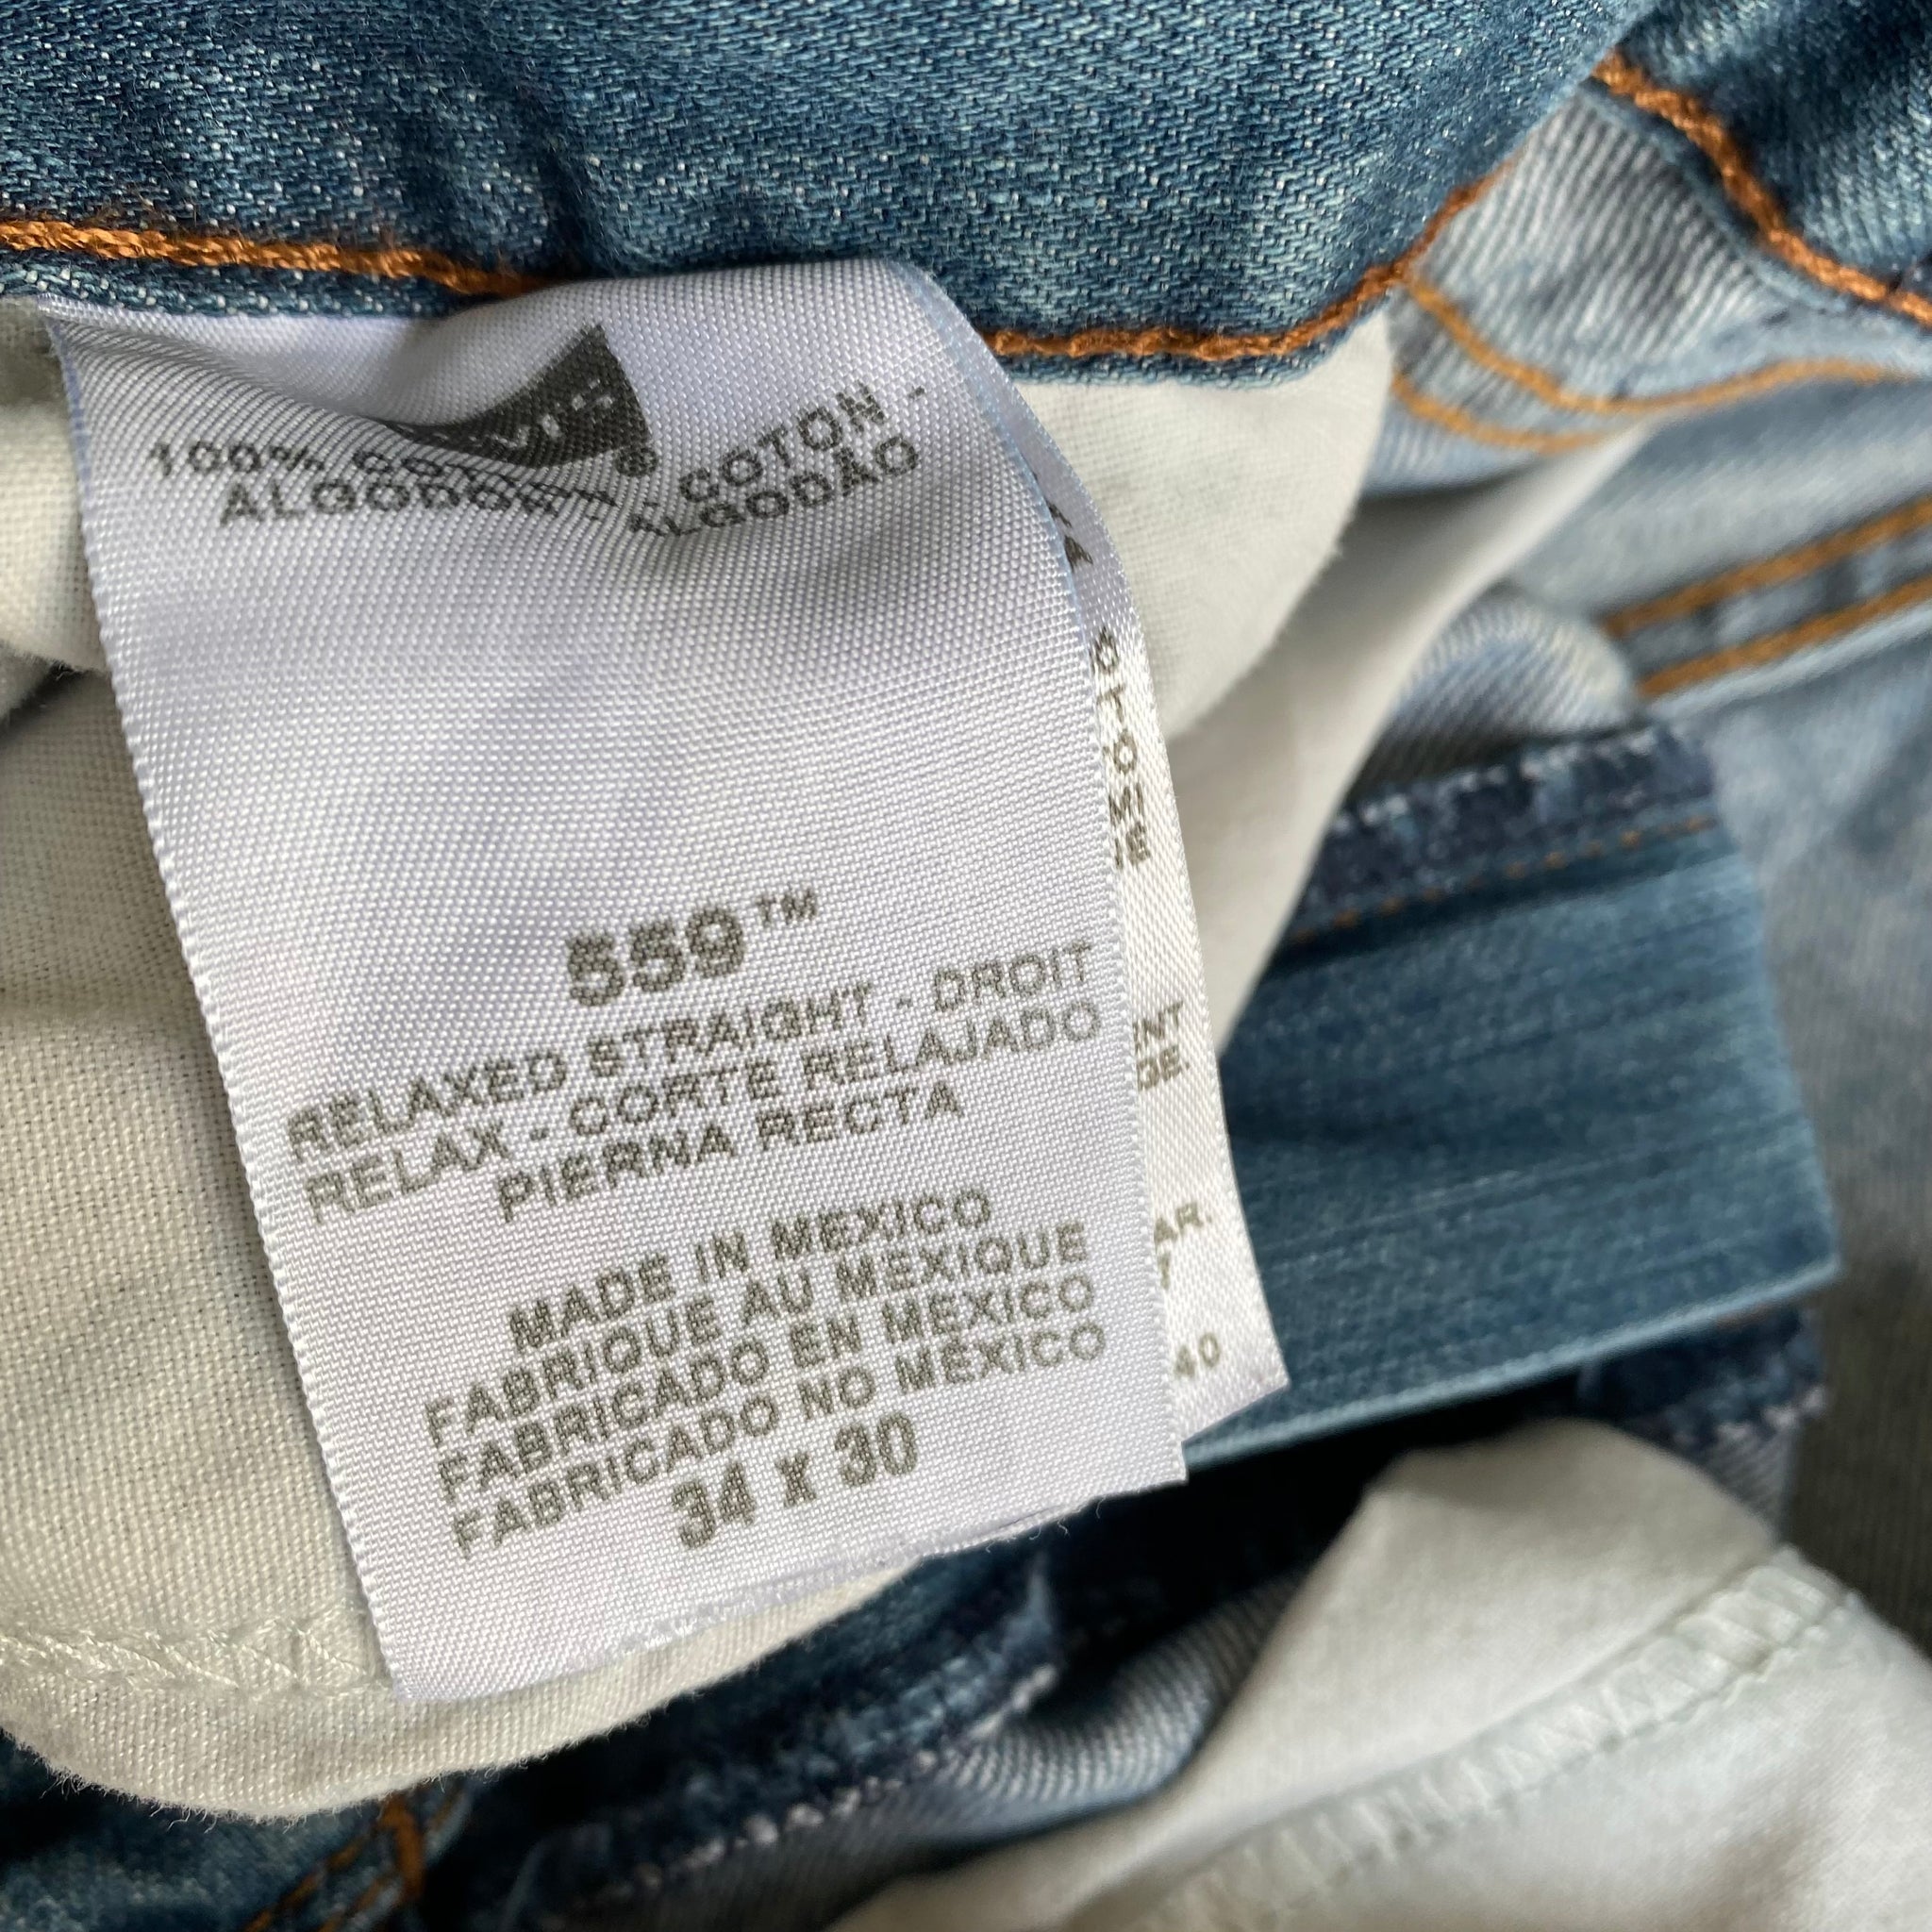 LEVI'S®
100% COTTON - COTON -
ALGODON - ALGODÃO
559™
RELAXED STRAIGHT - DROIT
RELAX - CORTE RELAJADO
PIERNA RECTA
MADE IN MEXICO
FABRIQUE AU MEXIQUE
FABRICADO EN MEXICO
FABRICADO NO MÉXICO
34 x 30